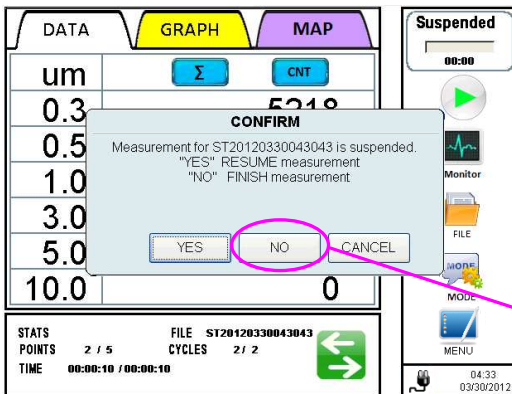 DATA GRAPH MAP
um Σ CNT
0.3 5218
0.5
1.0
3.0
5.0
10.0 0
CONFIRM
Measurement for ST20120330043043 is suspended.
"YES" RESUME measurement
"NO" FINISH measurement
YES NO CANCEL
STATS FILE ST20120330043043
POINTS 2 / 5 CYCLES 2/ 2
TIME 00:00:10 / 00:00:10
Suspended
00:00
Monitor
FILE
MODE
MODE
MENU
04:33
03/30/2012